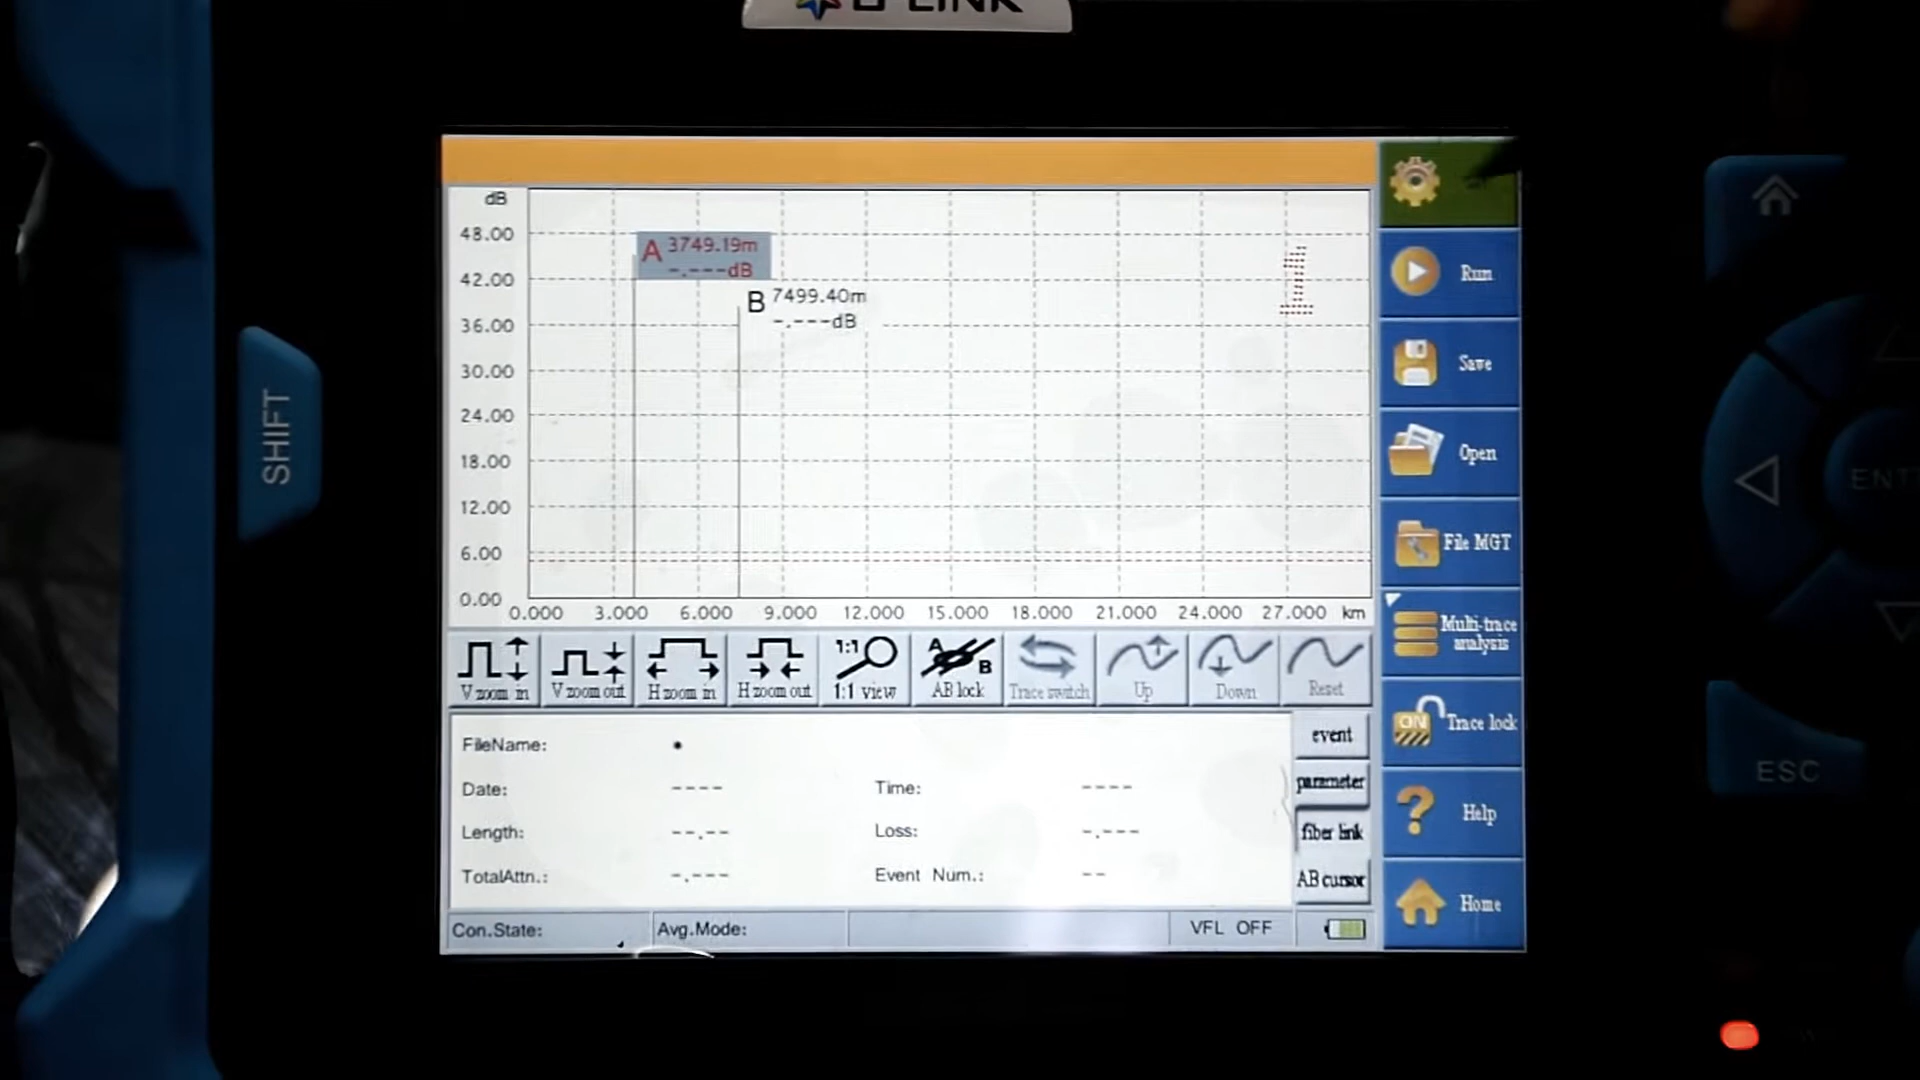 LINK
dB
48.00
A 3749.19m
-.---dB
42.00
B 7499.40m
-.---dB
36.00
30.00
24.00
18.00
12.00
6.00
0.00
0.000 3.000 6.000 9.000 12.000 15.000 18.000 21.000 24.000 27.000 km
1
Run
Save
Open
File MGT
Multi-trace
analysis
ON Trace lock
Help
Home
V zoom in V zoom out H zoom in H zoom out 1:1 1:1 view A B AB lock Trace switch Up Down Reset
FileName: •
Date: ---- Time: ----
Length: --.-- Loss: -.---
TotalAttn.: -.--- Event Num.: --
event
parameter
fiber link
AB cursor
Con.State: Avg.Mode: VFL OFF
SHIFT
ESC